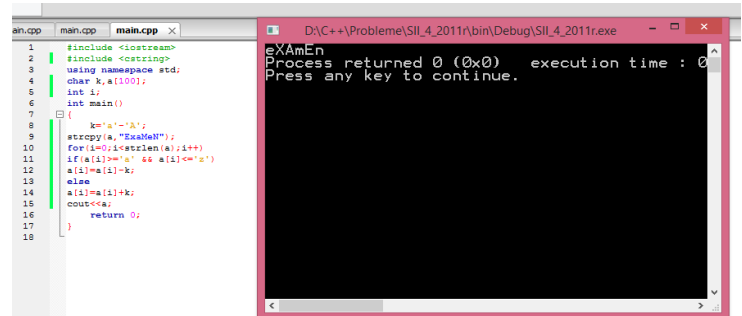 ain.cpp main.cpp main.cpp ×
1 #include <iostream>
2 #include <cstring>
3 using namespace std;
4 char k,a[100];
5 int i;
6 int main()
7 {
8 k='a'-'A';
9 strcpy(a,"ExaMeN");
10 for(i=0;i<strlen(a);i++)
11 if(a[i]>='a' && a[i]<='z')
12 a[i]=a[i]-k;
13 else
14 a[i]=a[i]+k;
15 cout<<a;
16 return 0;
17 }
18
D:\C++\Probleme\SII_4_2011r\bin\Debug\SII_4_2011r.exe
eXAmEn
Process returned 0 (0x0) execution time : 0
Press any key to continue.